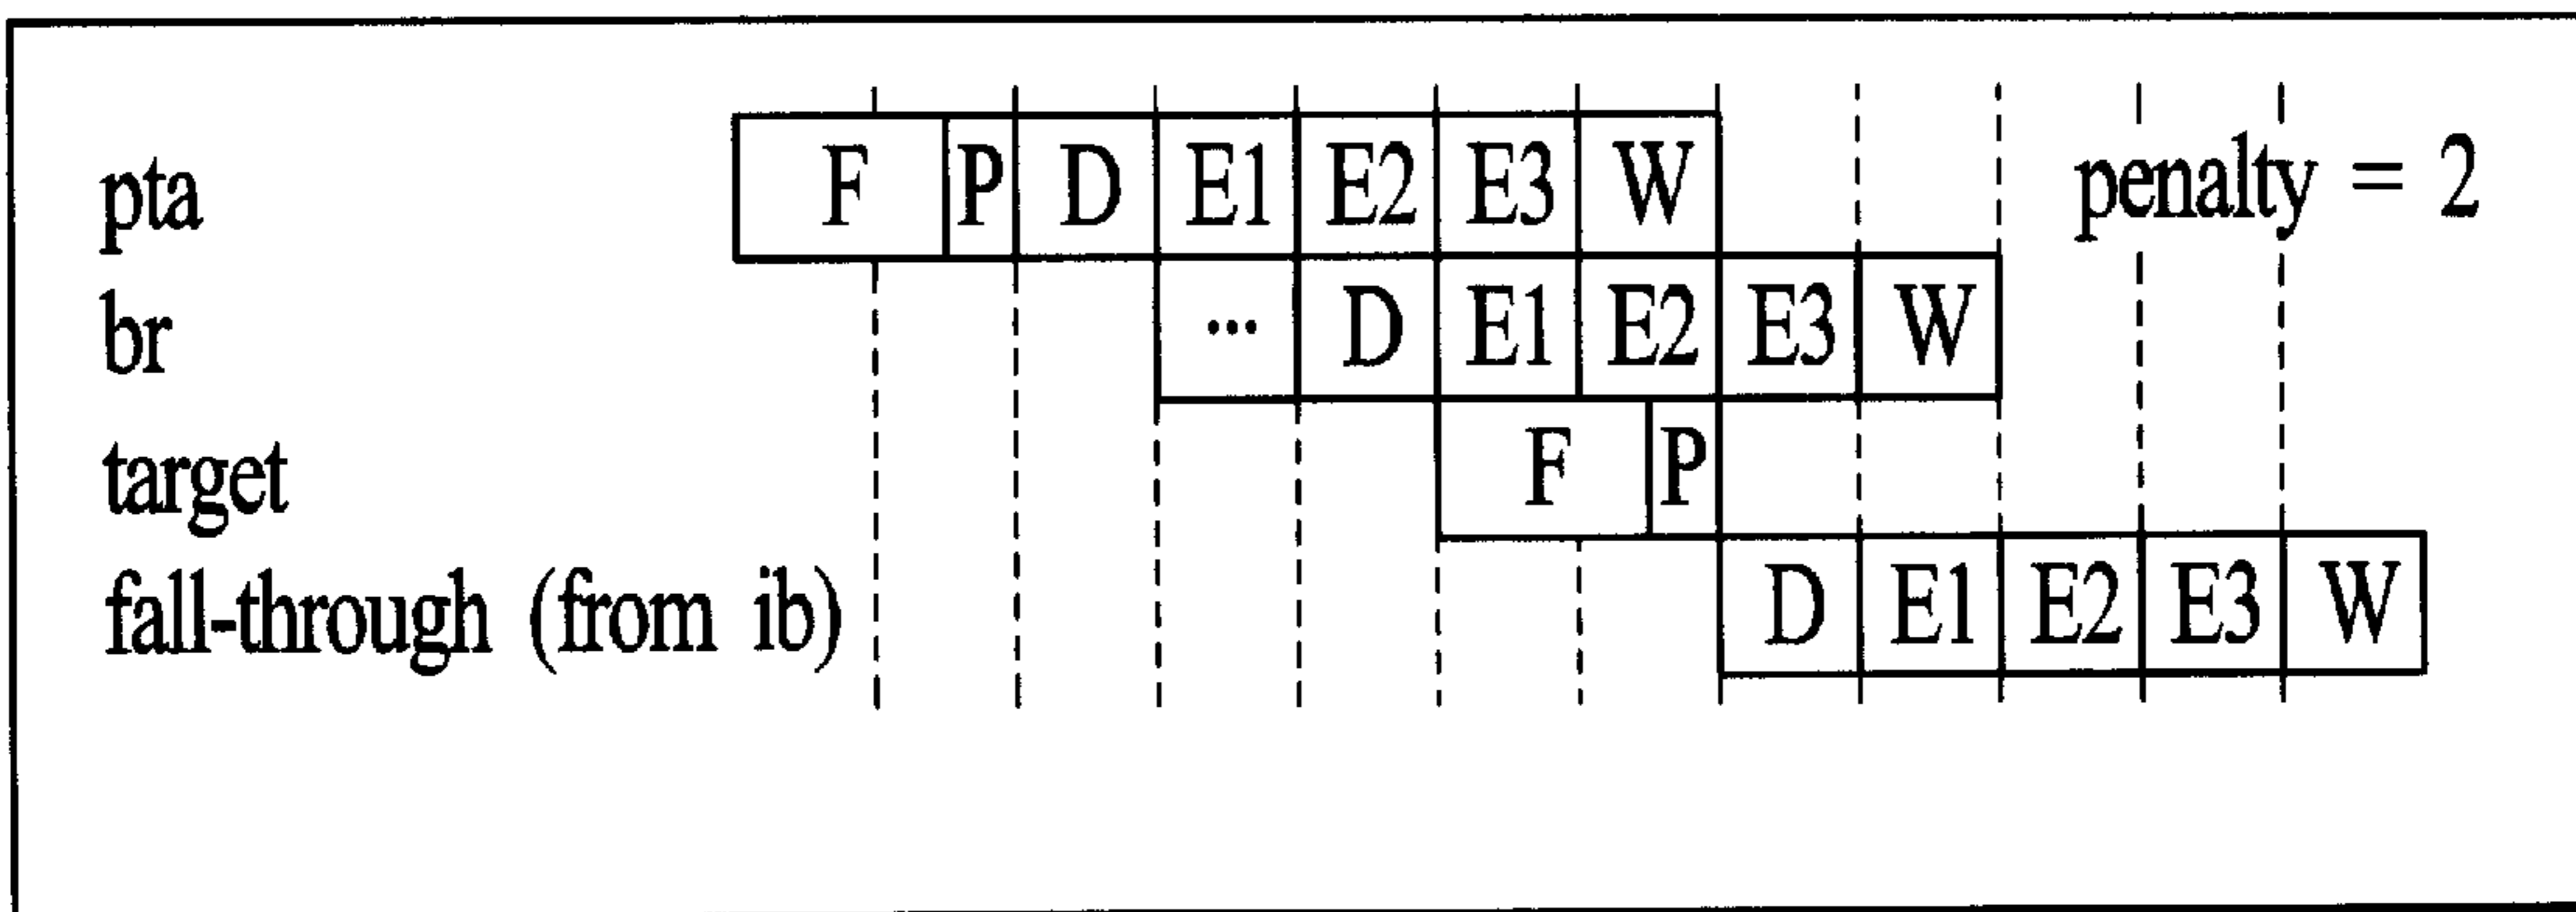 pta F P D E1 E2 E3 W penalty = 2
br ... D E1 E2 E3 W
target F P
fall-through (from ib) D E1 E2 E3 W